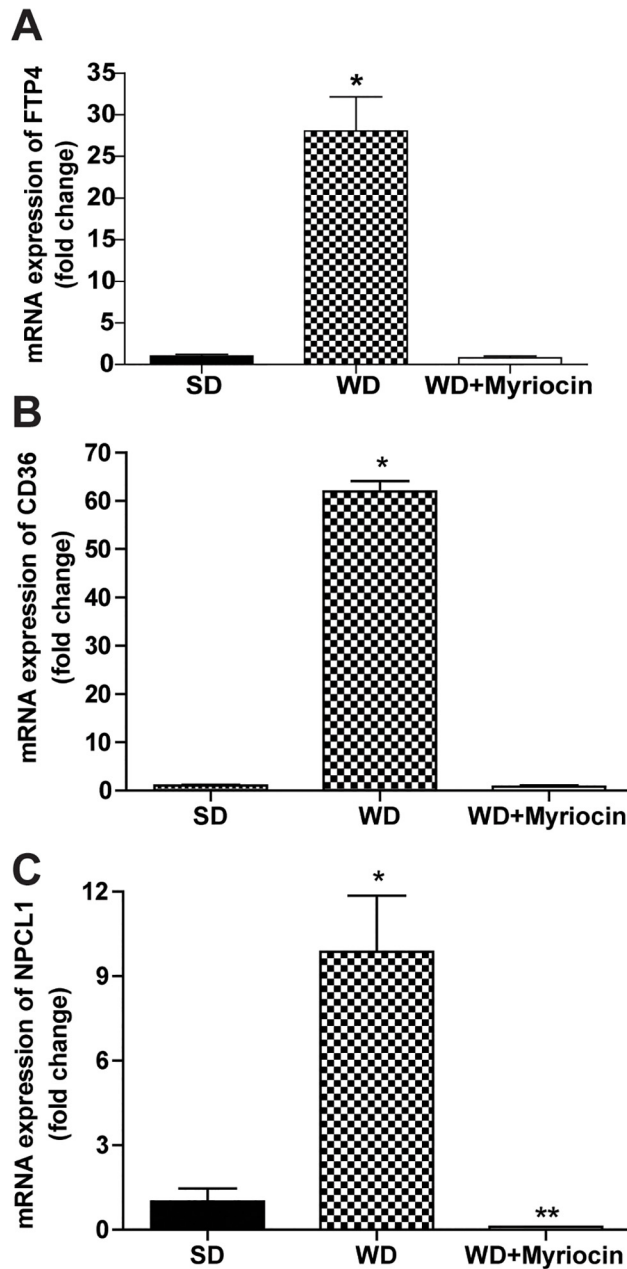 A
mRNA expression of FTP4
(fold change)
35
30
25
20
15
10
5
0
*
SD
WD
WD+Myriocin
B
mRNA expression of CD36
(fold change)
70
60
50
40
30
20
10
0
*
SD
WD
WD+Myriocin
C
mRNA expression of NPCL1
(fold change)
12
9
6
3
0
*
**
SD
WD
WD+Myriocin